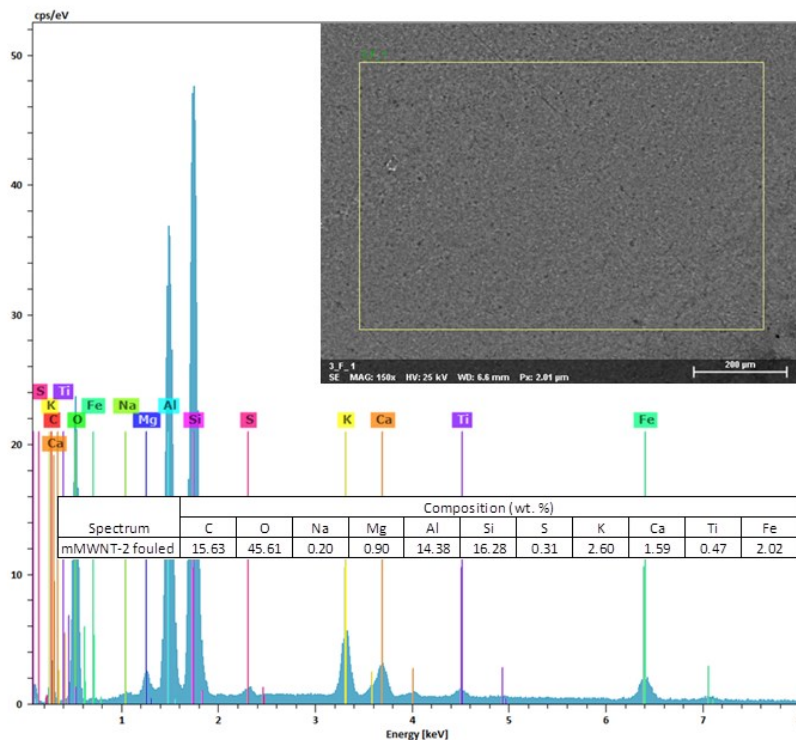 cps/eV
50
40
30
20
10
0
S Ti
K Fe Na Al
C O Mg Si S K Ca Ti Fe
Ca
3_F_1
SE MAG: 150x HV: 25 kV WD: 6.6 mm Px: 2.01 µm
200 µm
Composition (wt. %)
Spectrum C O Na Mg Al Si S K Ca Ti Fe
mMWNT-2 fouled 15.63 45.61 0.20 0.90 14.38 16.28 0.31 2.60 1.59 0.47 2.02
1 2 3 4 5 6 7
Energy [keV]